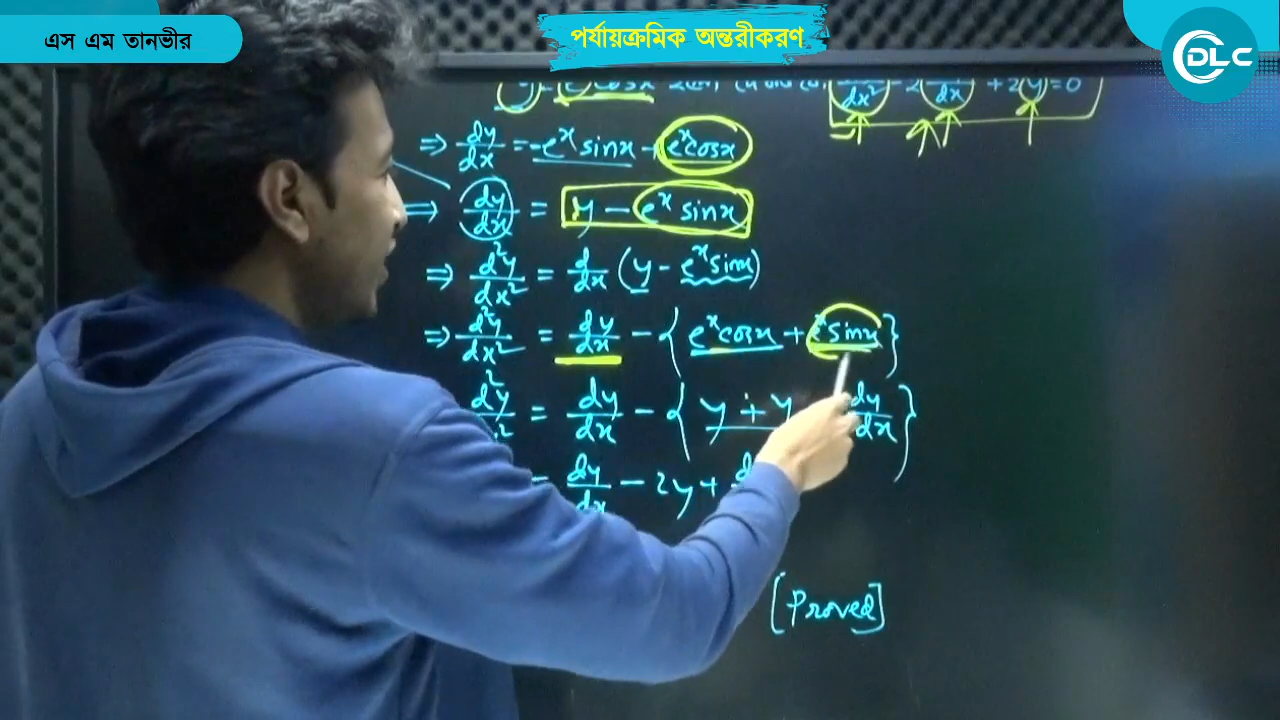 এস এম তানভীর
পর্যায়ক্রমিক অন্তরীকরণ
DLC
⇒ dy/dx = -e^x sinx + e^x cosx
⇒ dy/dx = y - e^x sinx
⇒ d²y/dx² = d/dx (y - e^x sinx)
⇒ d²y/dx² = dy/dx - {e^x cosx + e^x sinx}
d²y/dx² = dy/dx - {y + y dy/dx}
= dy/dx - 2y +
[Proved]